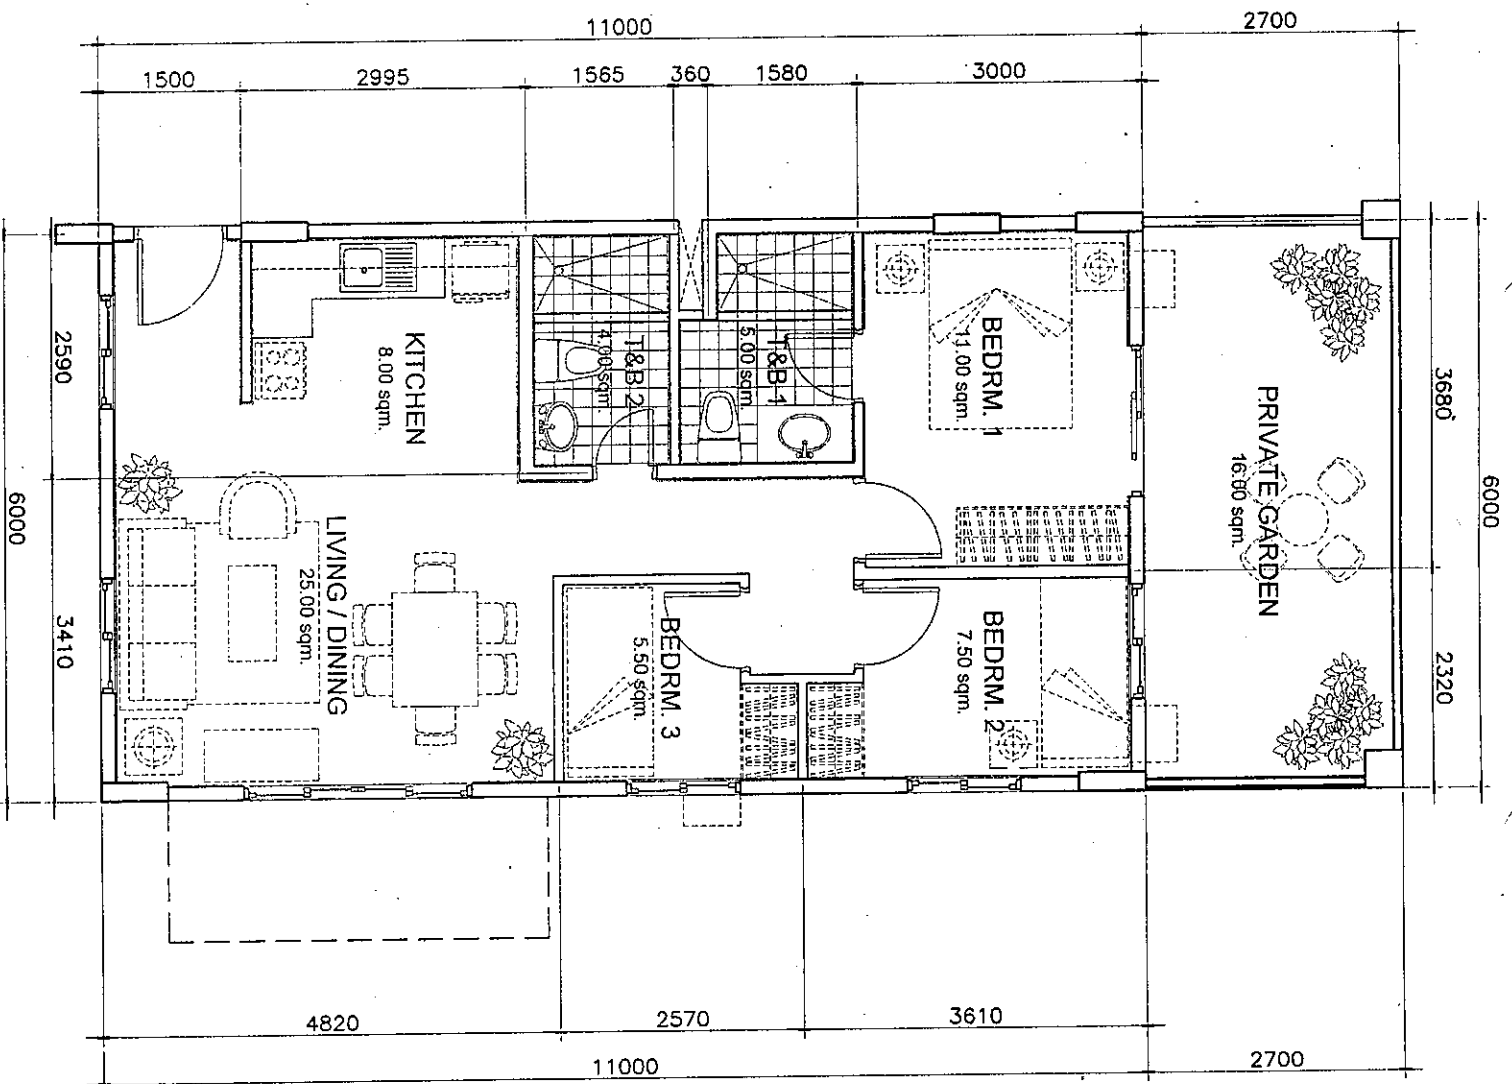 11000
2700
1500
2995
1565
360
1580
3000
2590
6000
3410
KITCHEN
8.00 sqm.
T&B 2
4.00 sqm.
T&B 1
5.00 sqm.
BEDRM. 1
11.00 sqm.
PRIVATE GARDEN
16.00 sqm.
LIVING / DINING
25.00 sqm.
BEDRM. 3
5.50 sqm.
BEDRM. 2
7.50 sqm.
3680
6000
2320
4820
2570
3610
11000
2700